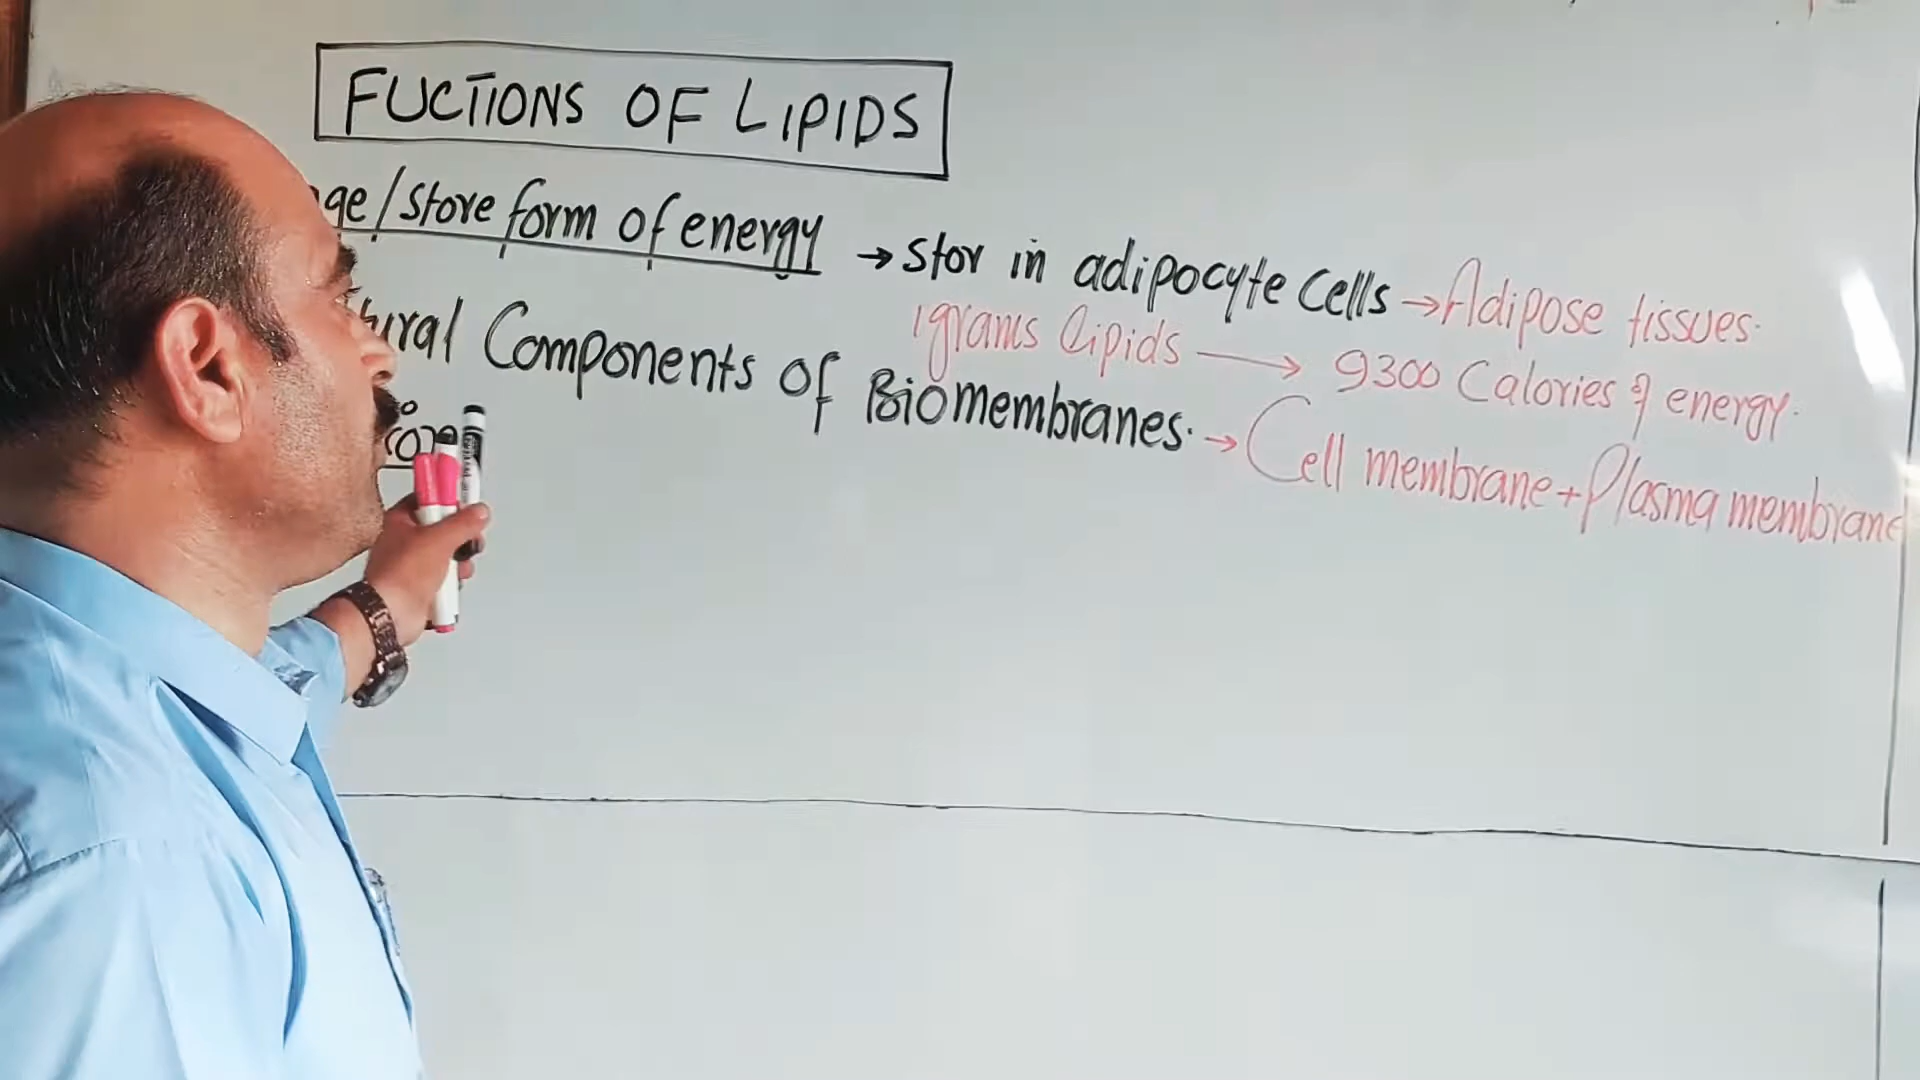 FUCTIONS OF LIPIDS
ge/Store form of energy → Stor in adipocyte Cells → Adipose tissues.
1grams lipids → 9300 Calories of energy.
ural Components of Biomembranes. → Cell membrane + Plasma membrane